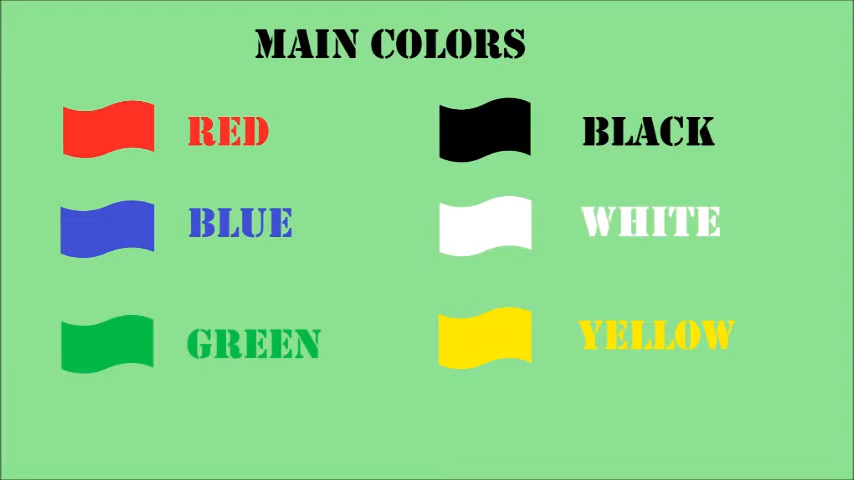 MAIN COLORS
RED
BLACK
BLUE
WHITE
GREEN
YELLOW